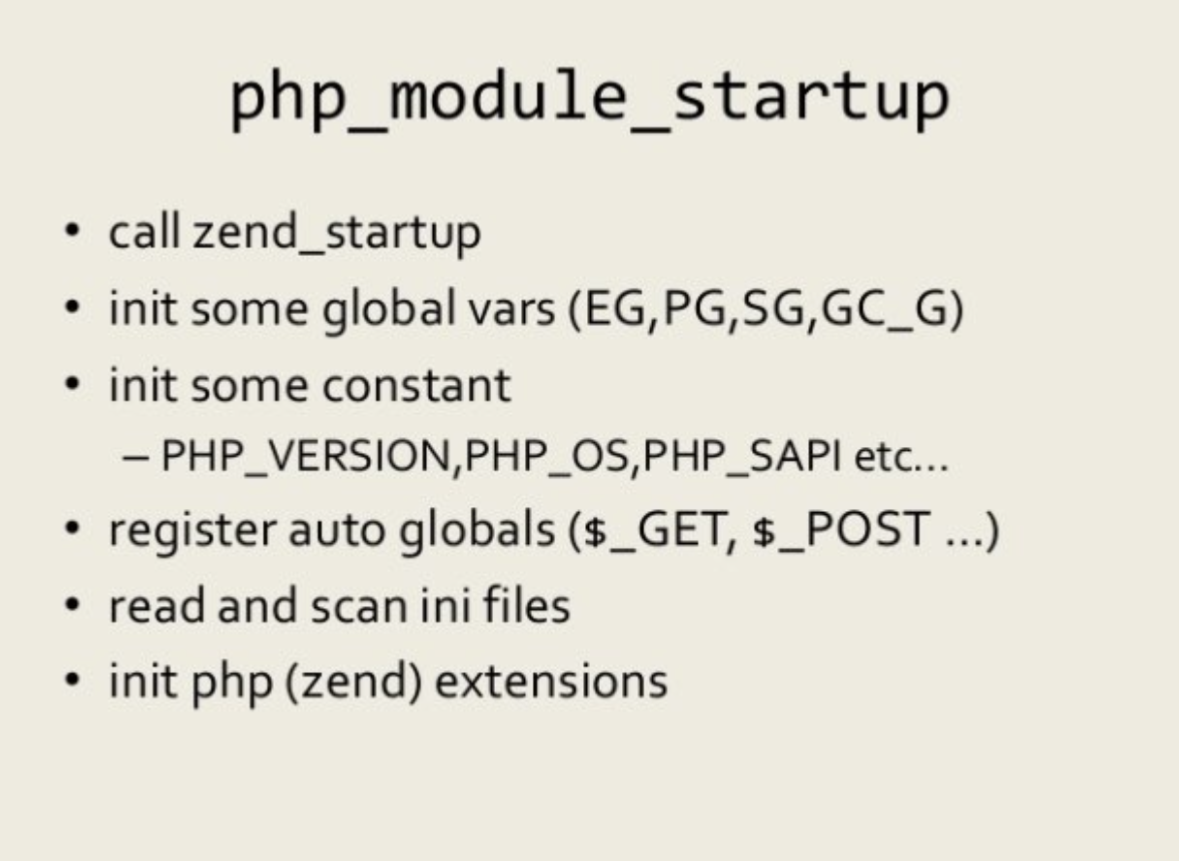 php_module_startup
• call zend_startup
• init some global vars (EG,PG,SG,GC_G)
• init some constant
– PHP_VERSION,PHP_OS,PHP_SAPI etc...
• register auto globals ($_GET, $_POST ...)
• read and scan ini files
• init php (zend) extensions